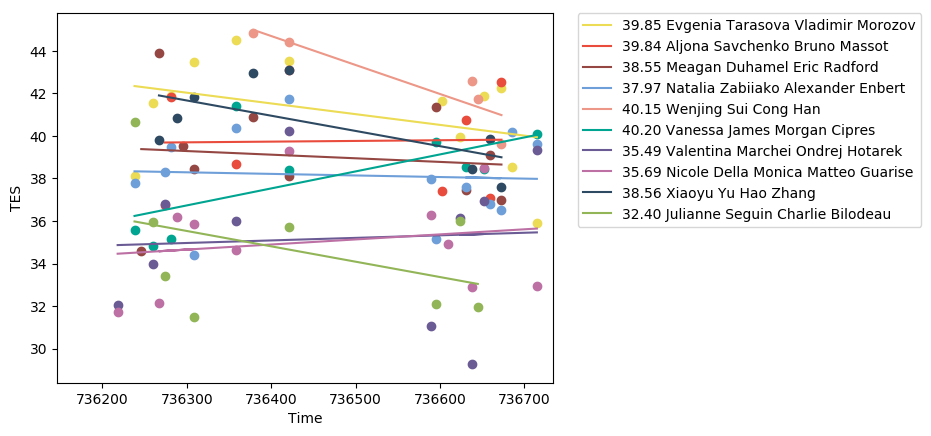 44
42
40
38
36
34
32
30
TES
736200
736300
736400
736500
736600
736700
Time
39.85 Evgenia Tarasova Vladimir Morozov
39.84 Aljona Savchenko Bruno Massot
38.55 Meagan Duhamel Eric Radford
37.97 Natalia Zabiiako Alexander Enbert
40.15 Wenjing Sui Cong Han
40.20 Vanessa James Morgan Cipres
35.49 Valentina Marchei Ondrej Hotarek
35.69 Nicole Della Monica Matteo Guarise
38.56 Xiaoyu Yu Hao Zhang
32.40 Julianne Seguin Charlie Bilodeau